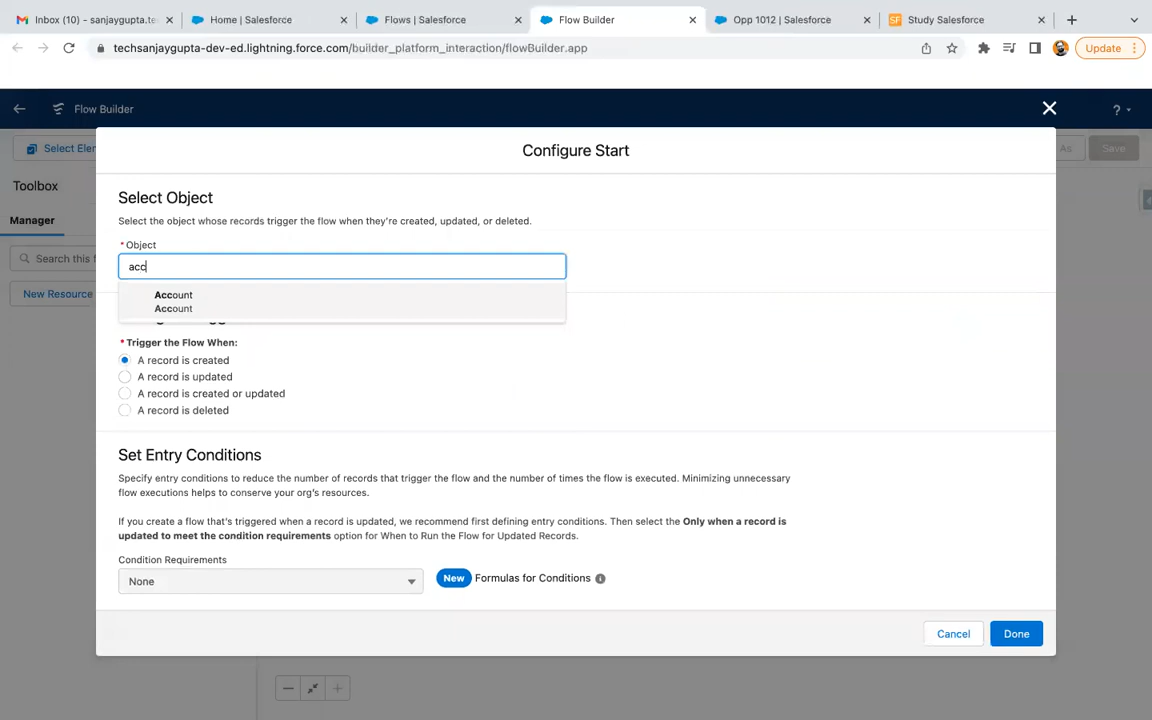 Inbox (10) - sanjaygupta.te
Home | Salesforce
Flows | Salesforce
Flow Builder
Opp 1012 | Salesforce
Study Salesforce
techsanjaygupta-dev-ed.lightning.force.com/builder_platform_interaction/flowBuilder.app
Update
Flow Builder
?
Configure Start
Select Elem
As
Save
Toolbox
Manager
Search this f
New Resource
Select Object
Select the object whose records trigger the flow when they're created, updated, or deleted.
* Object
acc
Account
Account
* Trigger the Flow When:
A record is created
A record is updated
A record is created or updated
A record is deleted
Set Entry Conditions
Specify entry conditions to reduce the number of records that trigger the flow and the number of times the flow is executed. Minimizing unnecessary
flow executions helps to conserve your org's resources.
If you create a flow that's triggered when a record is updated, we recommend first defining entry conditions. Then select the Only when a record is
updated to meet the condition requirements option for When to Run the Flow for Updated Records.
Condition Requirements
None
New Formulas for Conditions
Cancel
Done